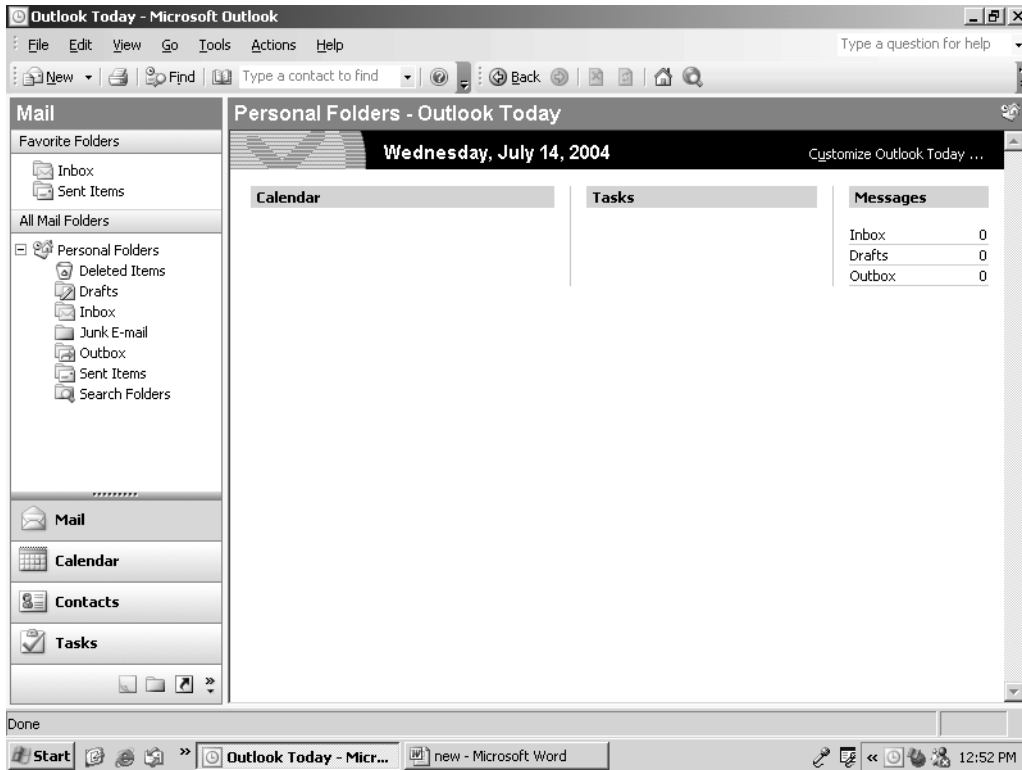 Outlook Today - Microsoft Outlook
File Edit View Go Tools Actions Help
Type a question for help
New Find Type a contact to find Back
Mail
Personal Folders - Outlook Today
Favorite Folders
Inbox
Sent Items
All Mail Folders
Personal Folders
Deleted Items
Drafts
Inbox
Junk E-mail
Outbox
Sent Items
Search Folders
Wednesday, July 14, 2004
Customize Outlook Today ...
Calendar
Tasks
Messages
Inbox 0
Drafts 0
Outbox 0
Mail
Calendar
Contacts
Tasks
Done
Start
»
Outlook Today - Micr...
new - Microsoft Word
«
12:52 PM